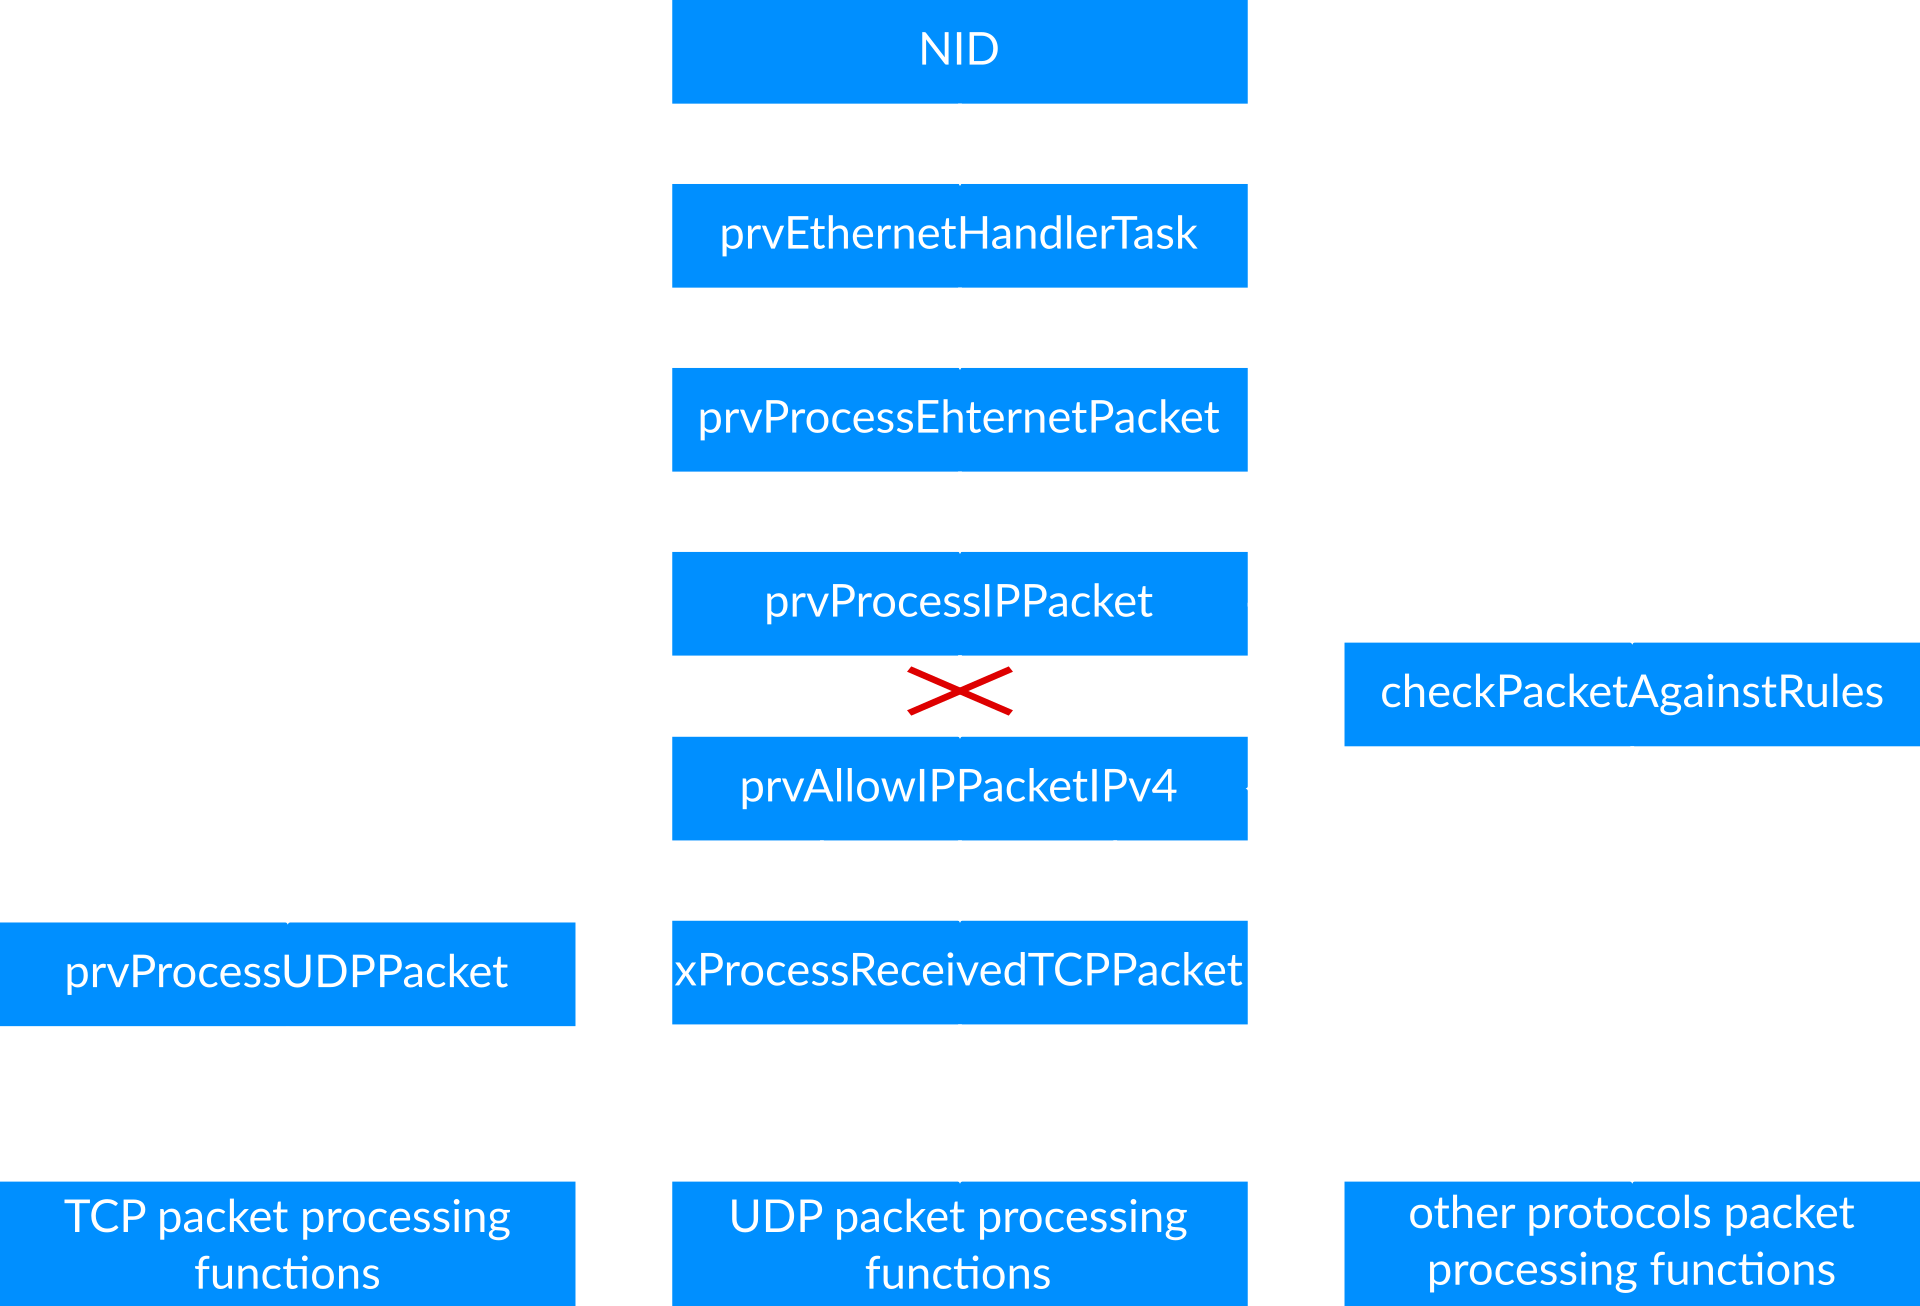 NID
prvEthernetHandlerTask
prvProcessEhternetPacket
prvProcessIPPacket
checkPacketAgainstRules
prvAllowIPPacketIPv4
prvProcessUDPPacket
xProcessReceivedTCPPacket
TCP packet processing
functions
UDP packet processing
functions
other protocols packet
processing functions